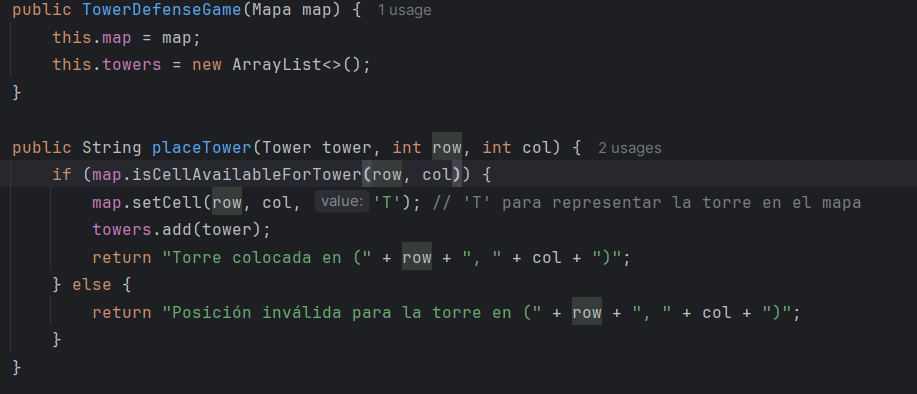 public TowerDefenseGame(Mapa map) { 1 usage
this.map = map;
this.towers = new ArrayList<>();
}
public String placeTower(Tower tower, int row, int col) { 2 usages
if (map.isCellAvailableForTower(row, col)) {
map.setCell(row, col, value: 'T'); // 'T' para representar la torre en el mapa
towers.add(tower);
return "Torre colocada en (" + row + ", " + col + ")";
} else {
return "Posición inválida para la torre en (" + row + ", " + col + ")";
}
}